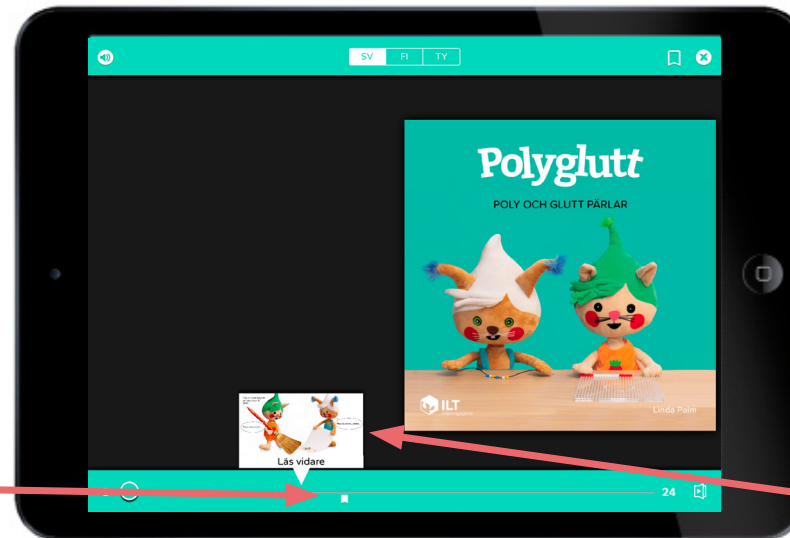 SV FI TY
Polyglutt
POLY OCH GLUTT PÄRLAR
ILT
Linda Palm
Läs vidare
24